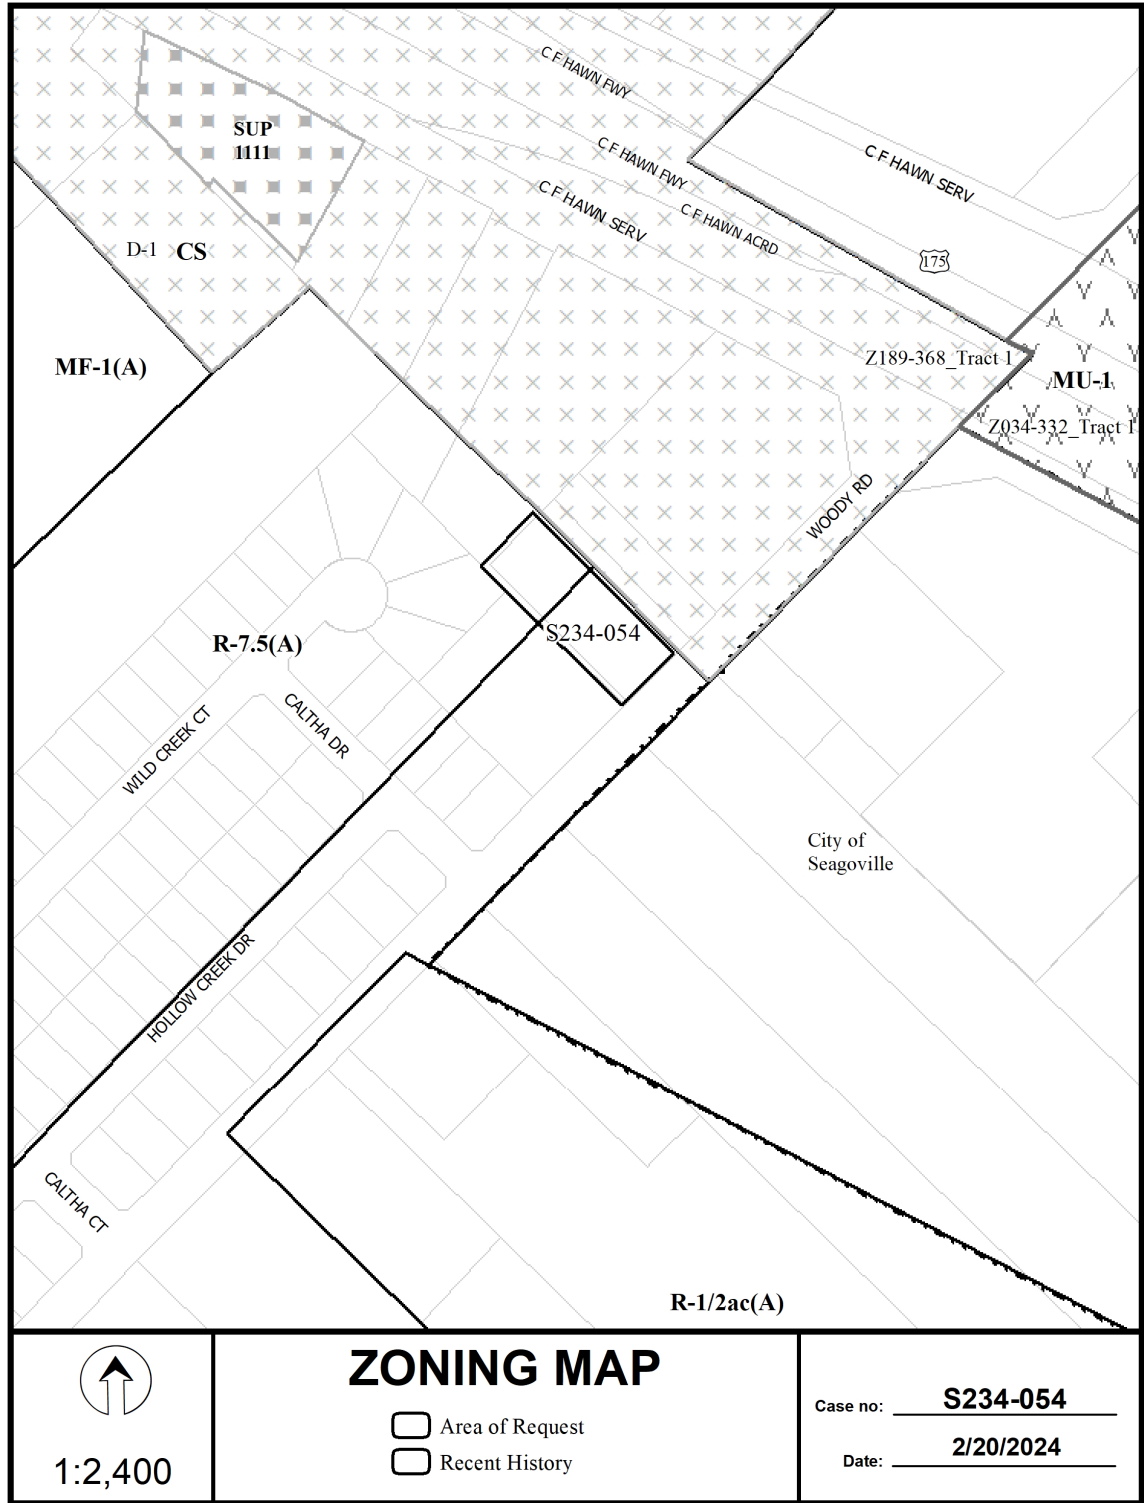 C F HAWN FWY
SUP
1111
C F HAWN FWY
C F HAWN SERV
C F HAWN SERV
C F HAWN ACRD
D-1 CS
175
MF-1(A)
Z189-368_Tract 1
MU-1
Z034-332_Tract 1
WOODY RD
S234-054
R-7.5(A)
CALTHA DR
WILD CREEK CT
City of
Seagoville
HOLLOW CREEK DR
CALTHA CT
R-1/2ac(A)
1:2,400
ZONING MAP
Area of Request
Recent History
Case no: S234-054
Date: 2/20/2024